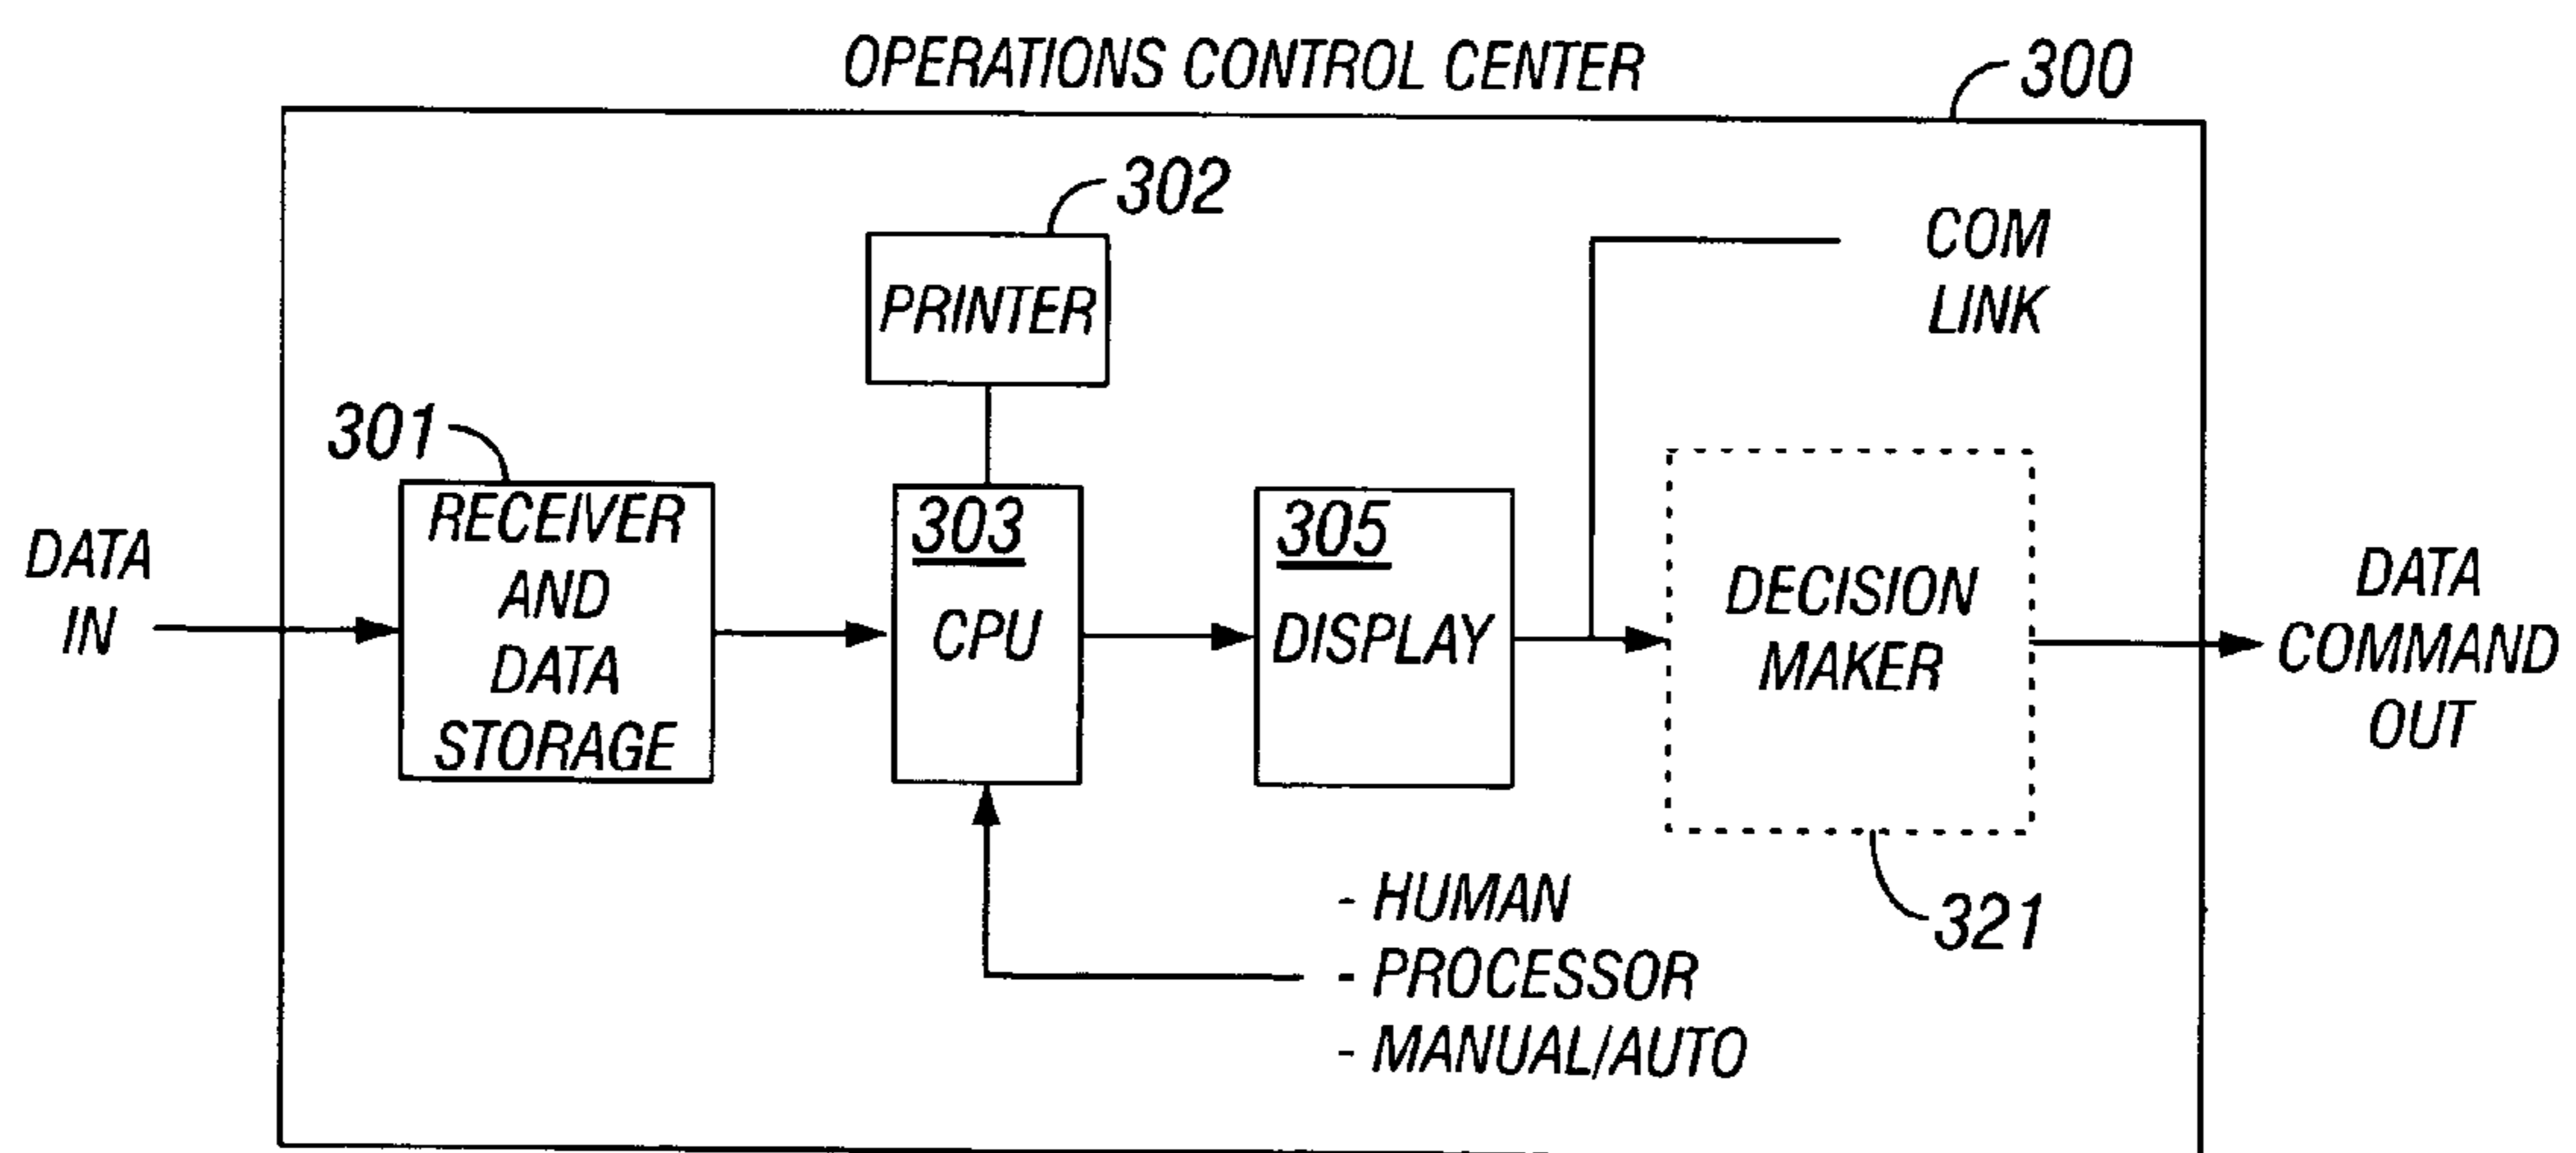 OPERATIONS CONTROL CENTER
300
302
PRINTER
COM
LINK
301
RECEIVER
AND
DATA
STORAGE
303
CPU
305
DISPLAY
DECISION
MAKER
321
DATA
IN
DATA
COMMAND
OUT
- HUMAN
- PROCESSOR
- MANUAL/AUTO